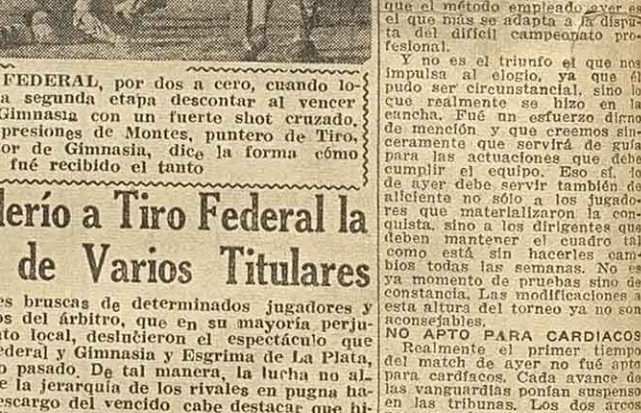 FEDERAL, por dos a cero, cuando lo-
a segunda etapa descontar al vencer
Gimnasia con un fuerte shot cruzado.
presiones de Montes, puntero de Tiro,
or de Gimnasia, dice la forma cómo
fué recibido el tanto
lerío a Tiro Federal la
de Varios Titulares
es bruscas de determinados jugadores y
os del árbitro, que en su mayoría perju-
to local, deslucieron el espectáculo que
ederal y Gimnasia y Esgrima de La Plata,
o pasado. De tal manera, la lucha no al-
e la jerarquía de los rivales en pugna ha-
escargo del vencido cabe destacar que hi-
que el método empleado ayer es
el que más se adapta a la dispu-
ta del difícil campeonato pro-
fesional.
Y no es el triunfo el que nos
impulsa al elogio, ya que él
pudo ser circunstancial, sino lo
que realmente se hizo en la
cancha. Fué un esfuerzo digno
de mención y que creemos sin-
ceramente que servirá de guía
para las actuaciones que debe
cumplir el equipo. Eso sí, lo
de ayer debe servir también de
aliciente no sólo a los jugado-
res que materializaron la con-
quista, sino a los dirigentes que
deben mantener el cuadro tal
como está sin hacerles cam-
bios todas las semanas. No es
ya momento de pruebas sino de
constancia. Las modificaciones a
esta altura del torneo ya no son
aconsejables.
NO APTO PARA CARDIACOS
Realmente el primer tiempo
del match de ayer no fué apto
para cardíacos. Cada avance de
las vanguardias ponían suspenso
en las tribunas. Los dos arcos